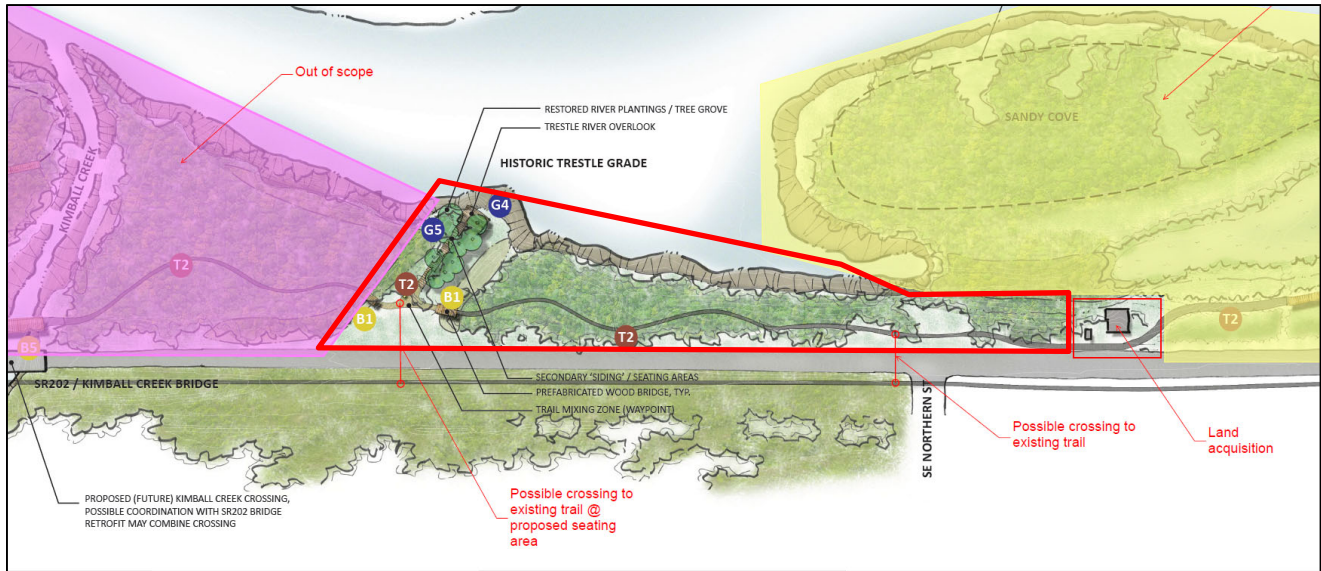 Out of scope
RESTORED RIVER PLANTINGS / TREE GROVE
TRESTLE RIVER OVERLOOK
HISTORIC TRESTLE GRADE
SANDY COVE
KIMBALL CREEK
G4
G5
T2
T2
B1
B1
T2
T2
B5
SR202 / KIMBALL CREEK BRIDGE
SECONDARY 'SIDING' / SEATING AREAS
PREFABRICATED WOOD BRIDGE, TYP.
TRAIL MIXING ZONE (WAYPOINT)
SE NORTHERN ST
Possible crossing to
existing trail
Land
acquisition
Possible crossing to
existing trail @
proposed seating
area
PROPOSED (FUTURE) KIMBALL CREEK CROSSING,
POSSIBLE COORDINATION WITH SR202 BRIDGE
RETROFIT MAY COMBINE CROSSING